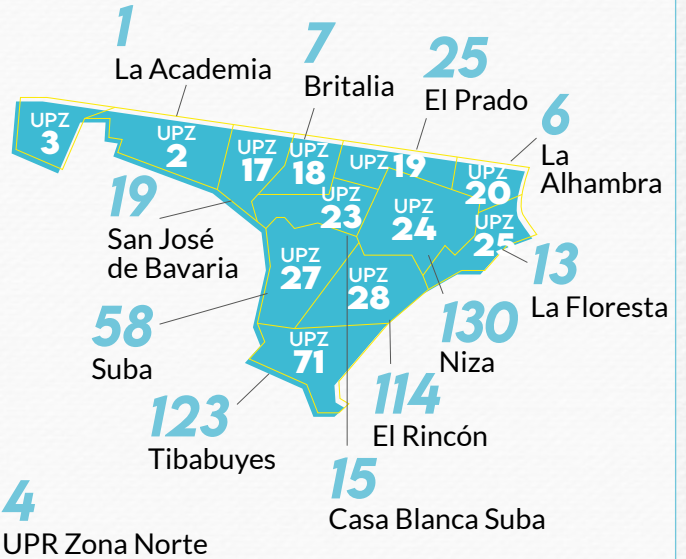 1
La Academia
7
Britalia
25
El Prado
6
La
Alhambra
UPZ
3
UPZ
2
UPZ
17
UPZ
18
UPZ 19
UPZ
20
19
San José
de Bavaria
UPZ
23
UPZ
24
UPZ
25
13
La Floresta
UPZ
27
UPZ
28
58
Suba
130
Niza
UPZ
71
123
Tibabuyes
114
El Rincón
15
Casa Blanca Suba
4
UPR Zona Norte